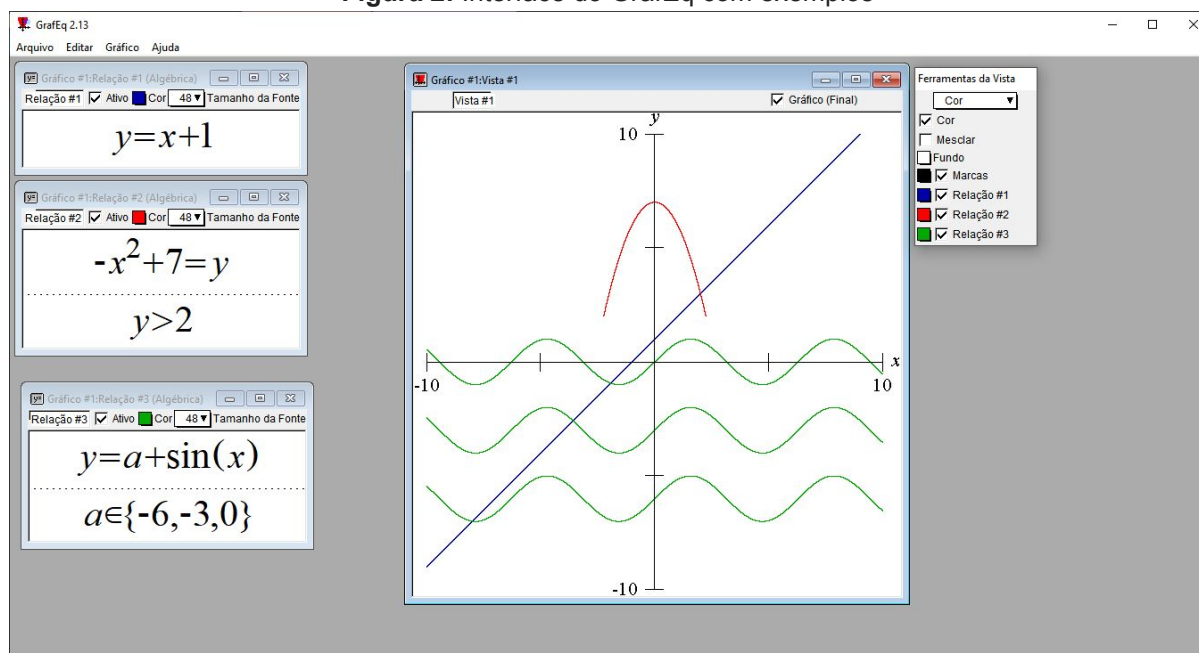 Figura 2. Interface do GrafEq com exemplos
GrafEq 2.13
Arquivo Editar Gráfico Ajuda
Gráfico #1:Relação #1 (Algébrica)
Relação #1 Ativo Cor 48 Tamanho da Fonte
y=x+1
Gráfico #1:Relação #2 (Algébrica)
Relação #2 Ativo Cor 48 Tamanho da Fonte
-x²+7=y
y>2
Gráfico #1:Relação #3 (Algébrica)
Relação #3 Ativo Cor 48 Tamanho da Fonte
y=a+sin(x)
a∈{-6,-3,0}
Gráfico #1:Vista #1
Vista #1 Gráfico (Final)
y
10
x
-10 10
-10
Ferramentas da Vista
Cor
Cor
Mesclar
Fundo
Marcas
Relação #1
Relação #2
Relação #3